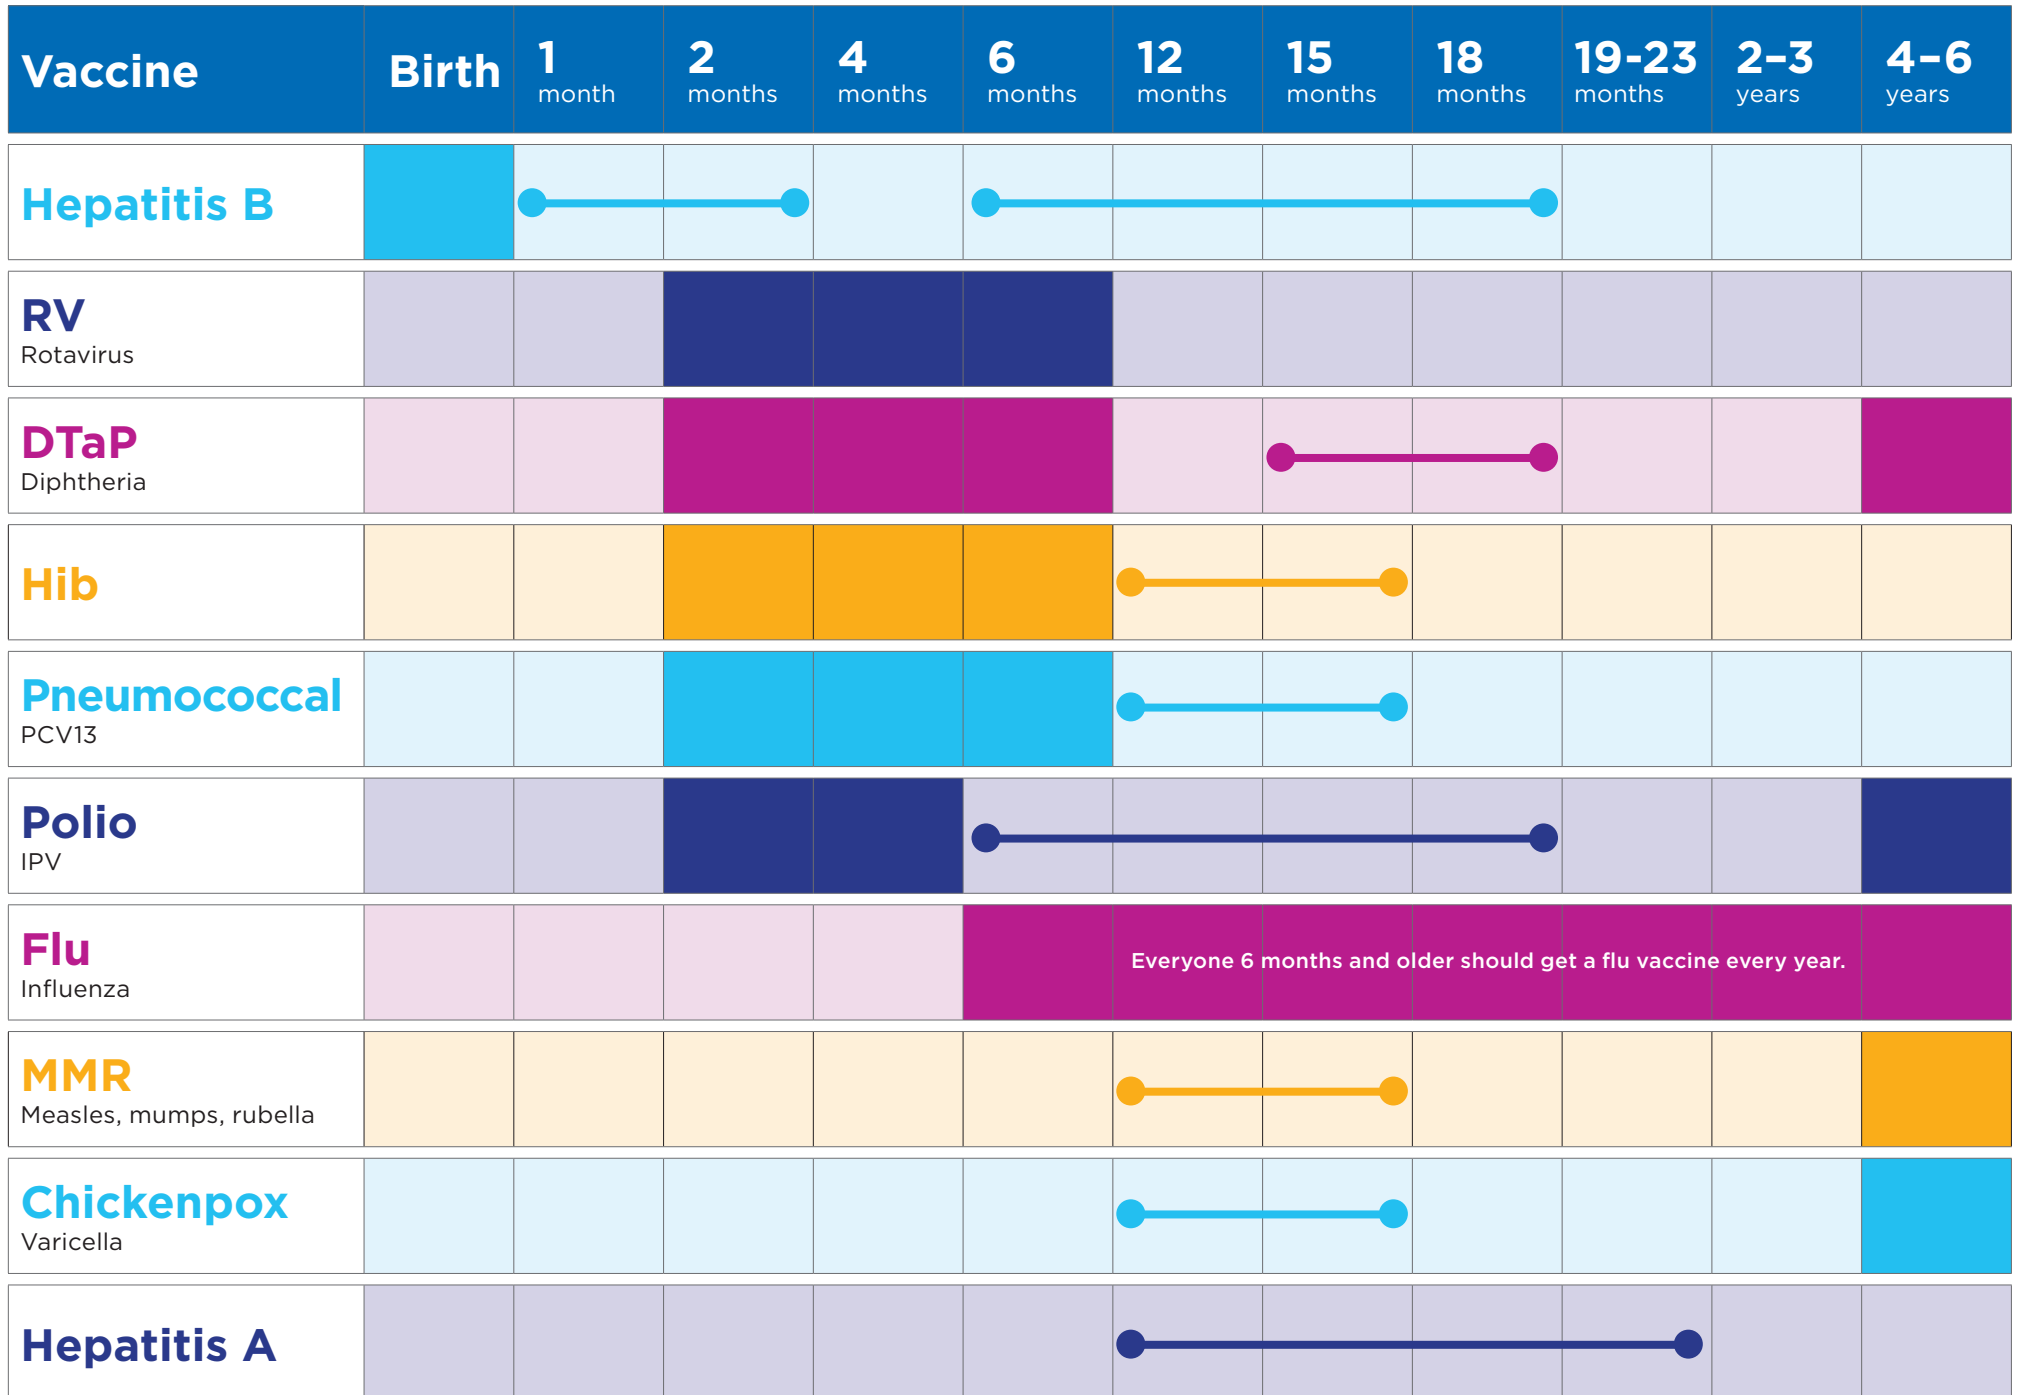 Vaccine Birth 1 month 2 months 4 months 6 months 12 months 15 months 18 months 19-23 months 2–3 years 4–6 years
Hepatitis B
RV
Rotavirus
DTaP
Diphtheria
Hib
Pneumococcal
PCV13
Polio
IPV
Flu
Influenza
Everyone 6 months and older should get a flu vaccine every year.
MMR
Measles, mumps, rubella
Chickenpox
Varicella
Hepatitis A